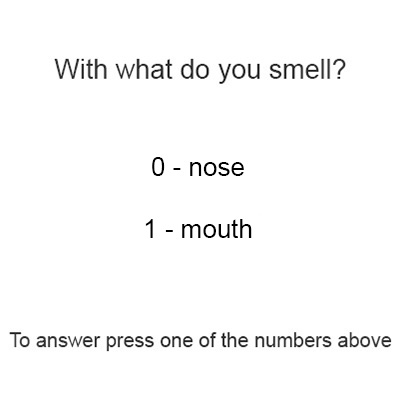 With what do you smell?
0 - nose
1 - mouth
To answer press one of the numbers above